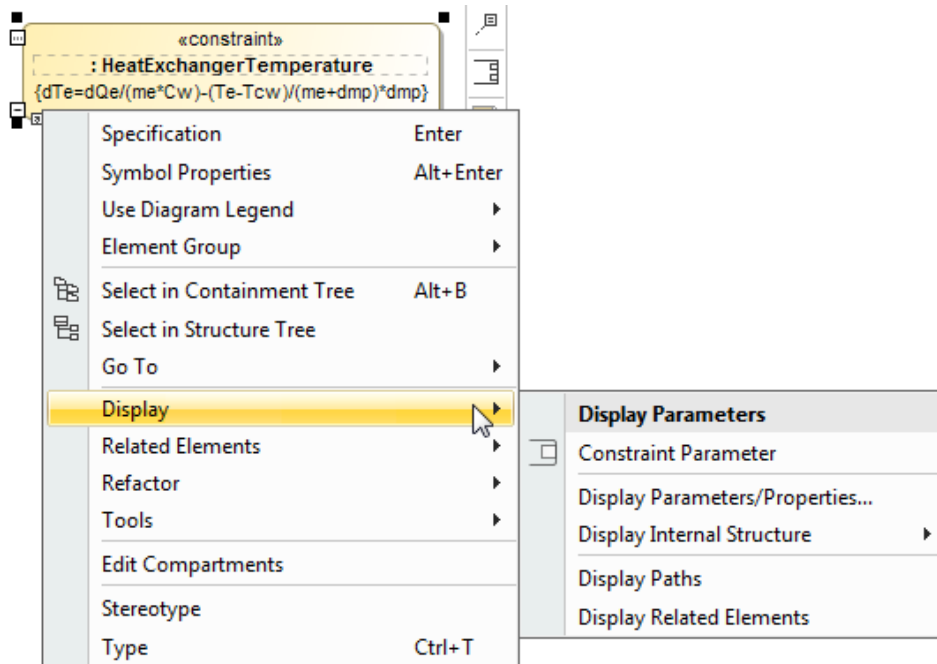 «constraint»
: HeatExchangerTemperature
{dTe=dQe/(me*Cw)-(Te-Tcw)/(me+dmp)*dmp}
Specification Enter
Symbol Properties Alt+Enter
Use Diagram Legend
Element Group
Select in Containment Tree Alt+B
Select in Structure Tree
Go To
Display
Related Elements
Refactor
Tools
Edit Compartments
Stereotype
Type Ctrl+T
Display Parameters
Constraint Parameter
Display Parameters/Properties...
Display Internal Structure
Display Paths
Display Related Elements